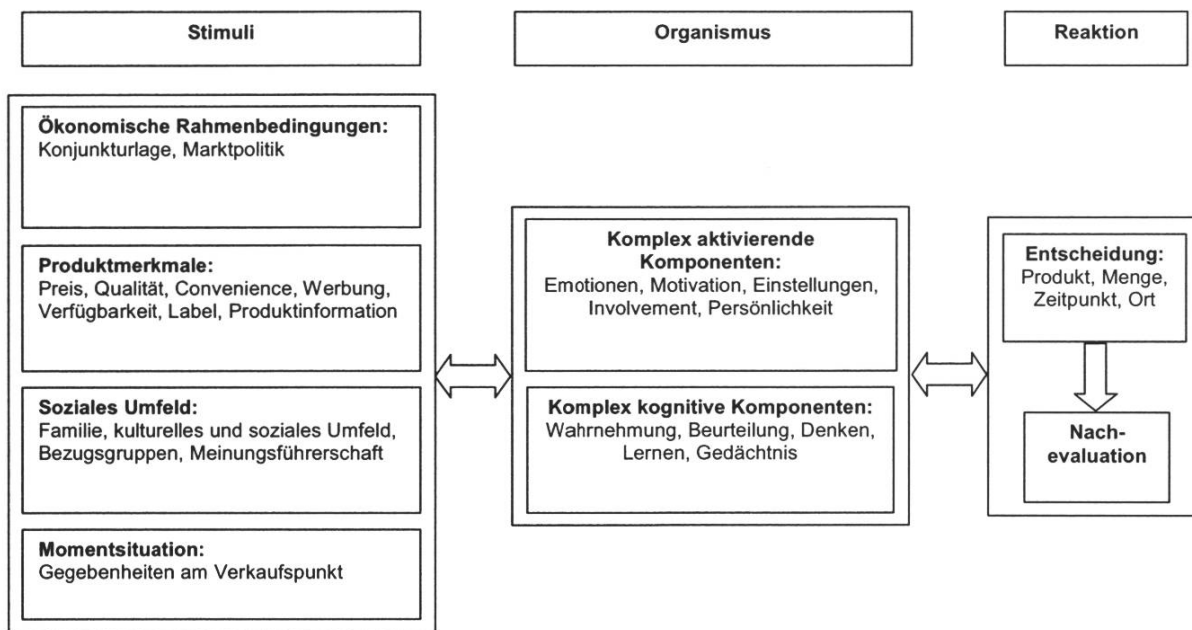 Stimuli
Organismus
Reaktion
Ökonomische Rahmenbedingungen:
Konjunkturlage, Marktpolitik
Produktmerkmale:
Preis, Qualität, Convenience, Werbung,
Verfügbarkeit, Label, Produktinformation
Soziales Umfeld:
Familie, kulturelles und soziales Umfeld,
Bezugsgruppen, Meinungsführerschaft
Momentsituation:
Gegebenheiten am Verkaufspunkt
Komplex aktivierende
Komponenten:
Emotionen, Motivation, Einstellungen,
Involvement, Persönlichkeit
Komplex kognitive Komponenten:
Wahrnehmung, Beurteilung, Denken,
Lernen, Gedächtnis
Entscheidung:
Produkt, Menge,
Zeitpunkt, Ort
Nach-
evaluation